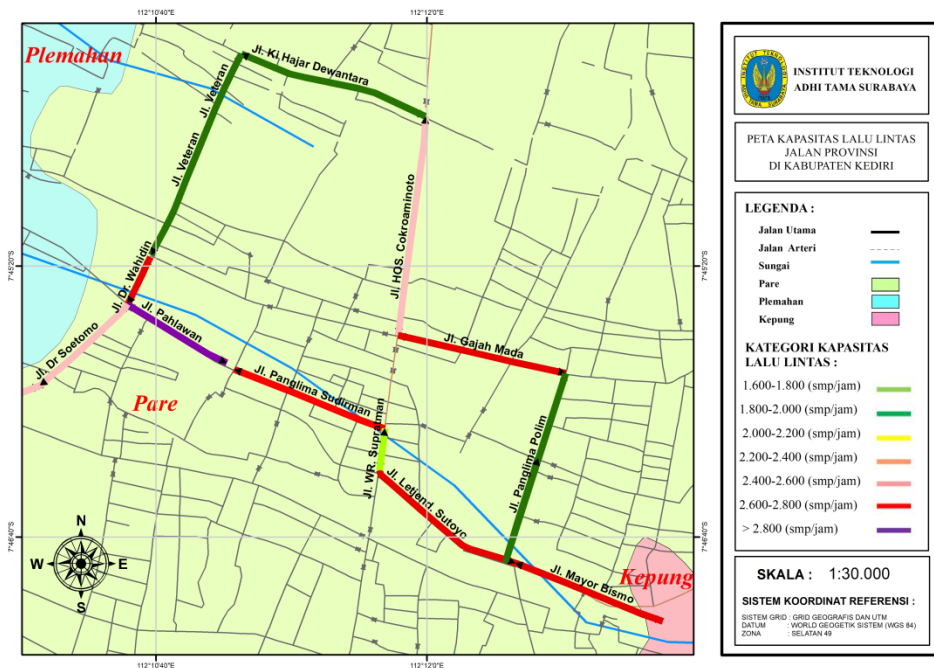 112°10'40"E
112°12'0"E
Plemahan
Jl. Ki Hajar Dewantara
Jl. Veteran
Jl. Veteran
Jl. HOS. Cokroaminoto
7°45'20"S
7°45'20"S
Jl. Dr. Wahidin
Jl. Pahlawan
Jl. Gajah Mada
Jl. Dr Soetomo
Jl. Panglima Sudirman
Pare
Jl. WR. Supratman
Jl. Panglima Polim
Jl. Letjend. Sutoyo
7°46'40"S
7°46'40"S
N
W
E
S
Jl. Mayor Bismo
Kepung
112°10'40"E
112°12'0"E
INSTITUT TEKNOLOGI
ADHI TAMA SURABAYA
PETA KAPASITAS LALU LINTAS
JALAN PROVINSI
DI KABUPATEN KEDIRI
LEGENDA :
Jalan Utama
Jalan Arteri
Sungai
Pare
Plemahan
Kepung
KATEGORI KAPASITAS
LALU LINTAS :
1.600-1.800 (smp/jam)
1.800-2.000 (smp/jam)
2.000-2.200 (smp/jam)
2.200-2.400 (smp/jam)
2.400-2.600 (smp/jam)
2.600-2.800 (smp/jam)
> 2.800 (smp/jam)
SKALA : 1:30.000
SISTEM KOORDINAT REFERENSI :
SISTEM GRID : GRID GEOGRAFIS DAN UTM
DATUM : WORLD GEOGETIK SISTEM (WGS 84)
ZONA : SELATAN 49